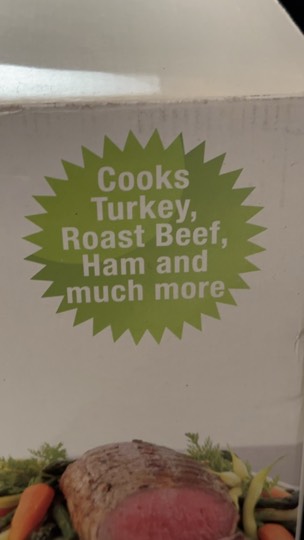 Cooks
Turkey,
Roast Beef,
Ham and
much more